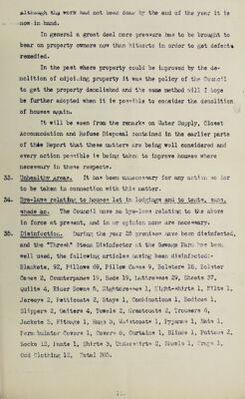 although the work had not been done by the end of the year it is
now in hand.
In general a great deal more pressure has to be brought to
bear on property owners now than hitherto in order to get defects
remedied.
In the past where property could be improved by the de-
molition of adjoining property it was the policy of the Council
to get the property demolished and the same method will I hope
be further adopted when it is possible to consider the demolition
of houses again.
It will be seen from the remarks on Water Supply, Closet
Accommodation and Refuse Disposal contained in the earlier parts
of this Report that these matters are being well considered and
every action possible is being taken to improve houses where
necessary in these respects.
33. Unhealthy Areas. It has been unnecessary for any action so far
to be taken in connection with this matter.
34. Bye-laws relating to houses let in lodgings and to tents, vans,
sheds &c. The Council have no bye-laws relating to the above
in force at present, and in my opinion none are necessary.
35. Disinfection. During the year 28 premises have been disinfected,
and the "Thresh" Steam Disinfector at the Sewage Farm has been
well used, the following articles having been disinfected:-
Blankets, 92, Pillows 69, Pillow Cases 9, Bolsters 18, Bolster
Cases 2, Counterpanes 19, Beds 19, Mattresses 29, Sheets 37,
Quilts 4, Eider Downs 5, Nightdresses 1, Night-shirts 1, Kilts 1,
Jerseys 2, Petticoats 2, Stays 1, Combinations 1, Bodices 1,
Slippers 2, Gaiters 4, Towels 2, Greatcoats 2, Trousers 6,
Jackets 5, Fittings 1, Rugs 3, Waistcoats 1, Pyjamas 1, Mats 1,
Perambulator Covers 1, Covers 6, Curtains 1, Blinds 1, Puttees 2,
Socks 12, Pants 1, Shirts 3, Undershirts 2, Shawls 1,
Odd Clothing 12, Total 385.